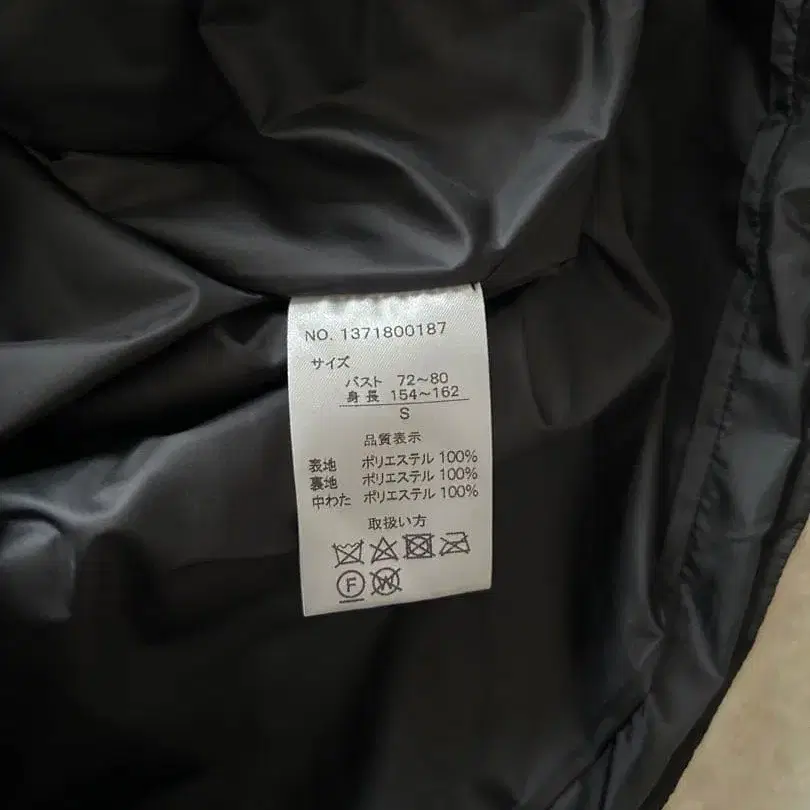 NO. 1371800187
サイズ
バスト 72～80
身長 154～162
S
品質表示
表地 ポリエステル 100%
裏地 ポリエステル 100%
中わた ポリエステル 100%
取扱い方
F W